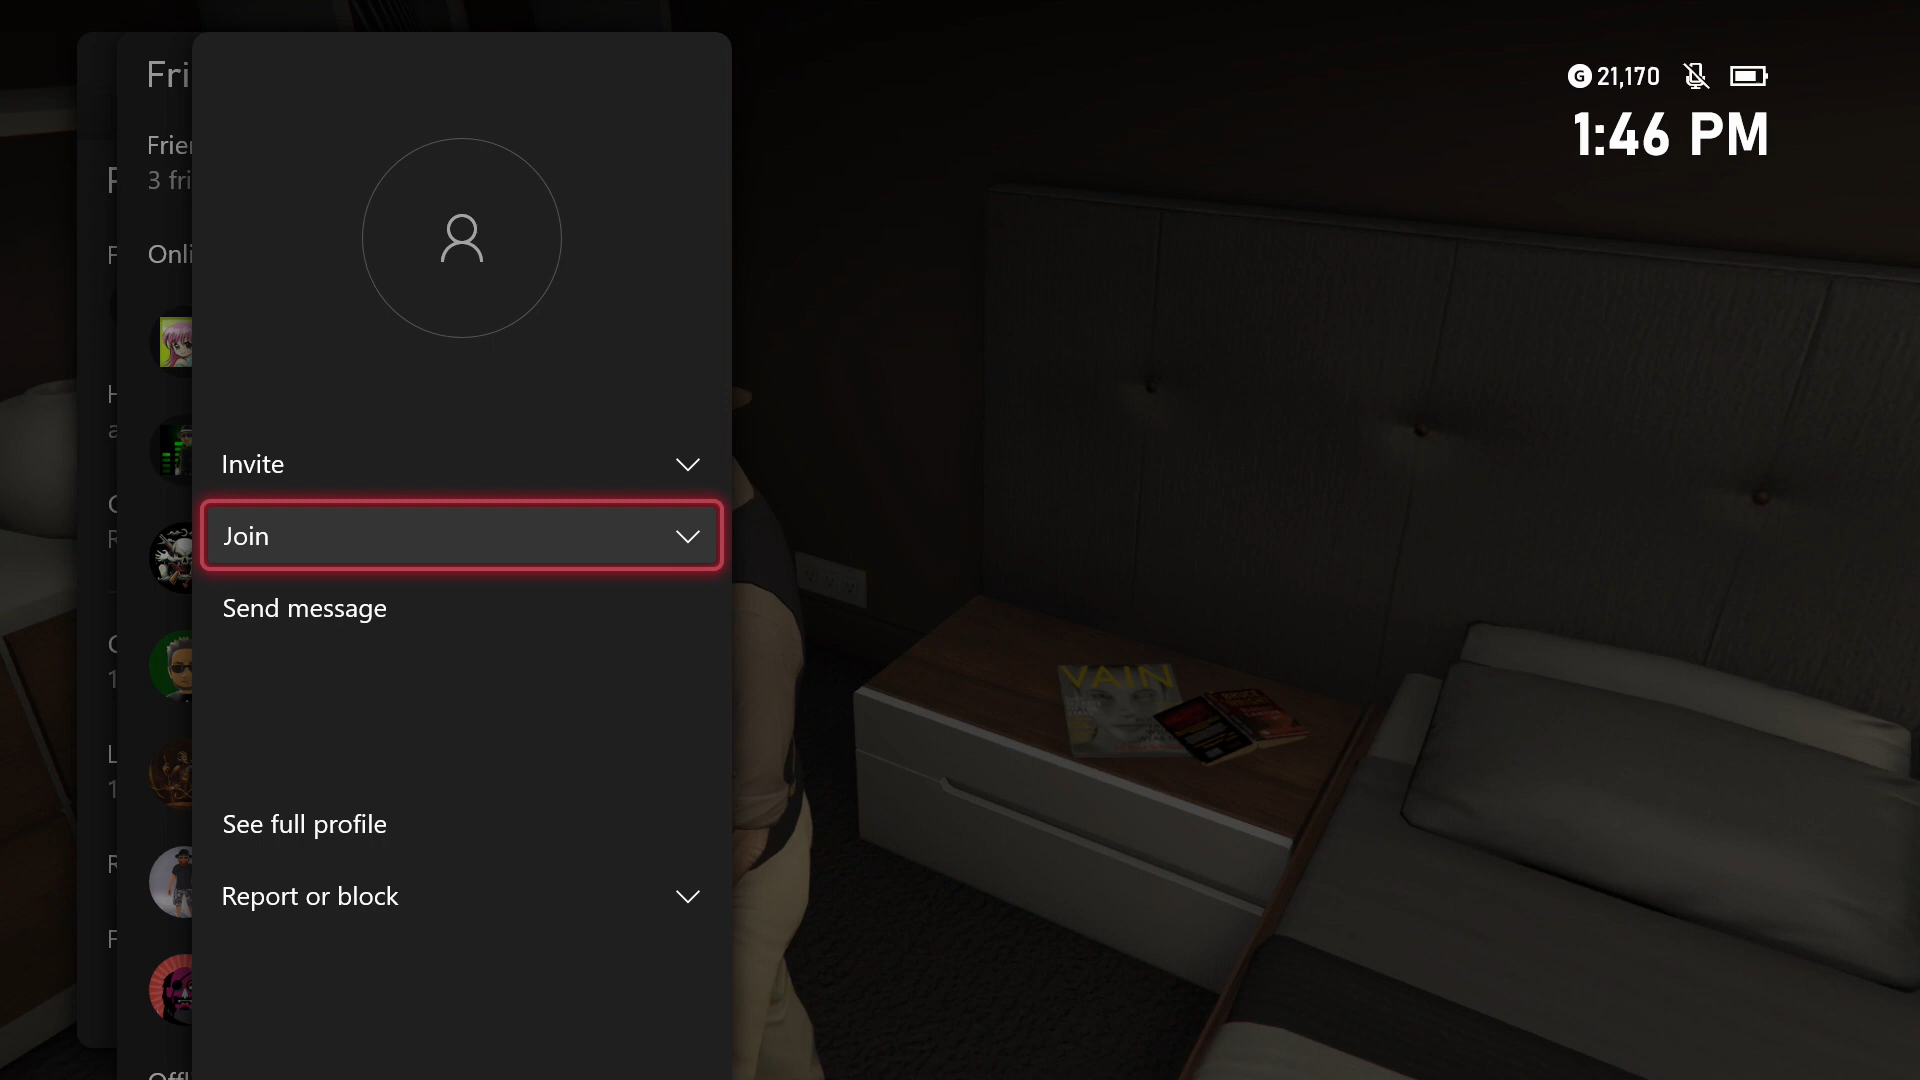 Fri
Frie
3 fri
Onli
G 21,170
1:46 PM
Invite
Join
Send message
See full profile
Report or block
VAIN